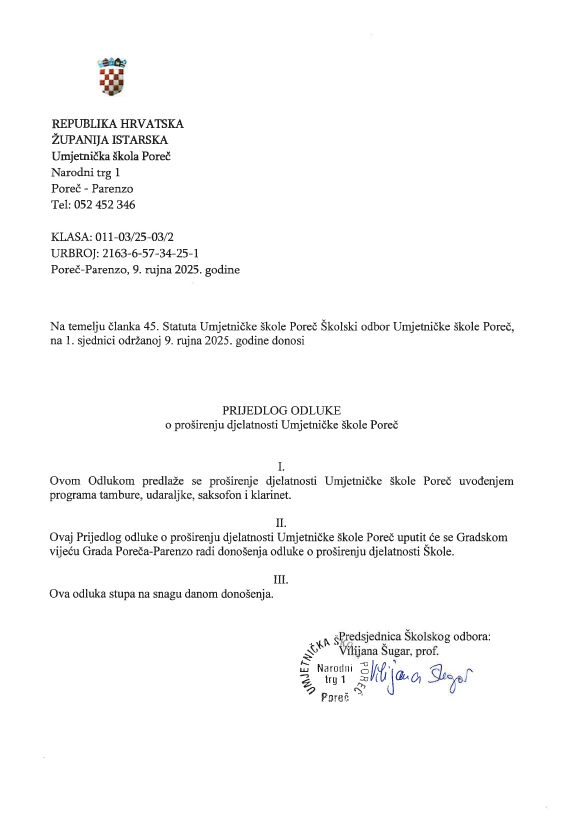 REPUBLIKA HRVATSKA
ŽUPANIJA ISTARSKA
Umjetnička škola Poreč
Narodni trg 1
Poreč - Parenzo
Tel: 052 452 346
KLASA: 011-03/25-03/2
URBROJ: 2163-6-57-34-25-1
Poreč-Parenzo, 9. rujna 2025. godine
Na temelju članka 45. Statuta Umjetničke škole Poreč Školski odbor Umjetničke škole Poreč,
na 1. sjednici održanoj 9. rujna 2025. godine donosi
PRIJEDLOG ODLUKE
o proširenju djelatnosti Umjetničke škole Poreč
I.
Ovom Odlukom predlaže se proširenje djelatnosti Umjetničke škole Poreč uvođenjem
programa tambure, udaraljke, saksofon i klarinet.
II.
Ovaj Prijedlog odluke o proširenju djelatnosti Umjetničke škole Poreč uputit će se Gradskom
vijeću Grada Poreča-Parenzo radi donošenja odluke o proširenju djelatnosti Škole.
III.
Ova odluka stupa na snagu danom donošenja.
Predsjednica Školskog odbora:
Vilijana Šugar, prof.
UMJETNIČKA
POREČ
Narodni
trg 1
Poreč
Vilijana Šugar